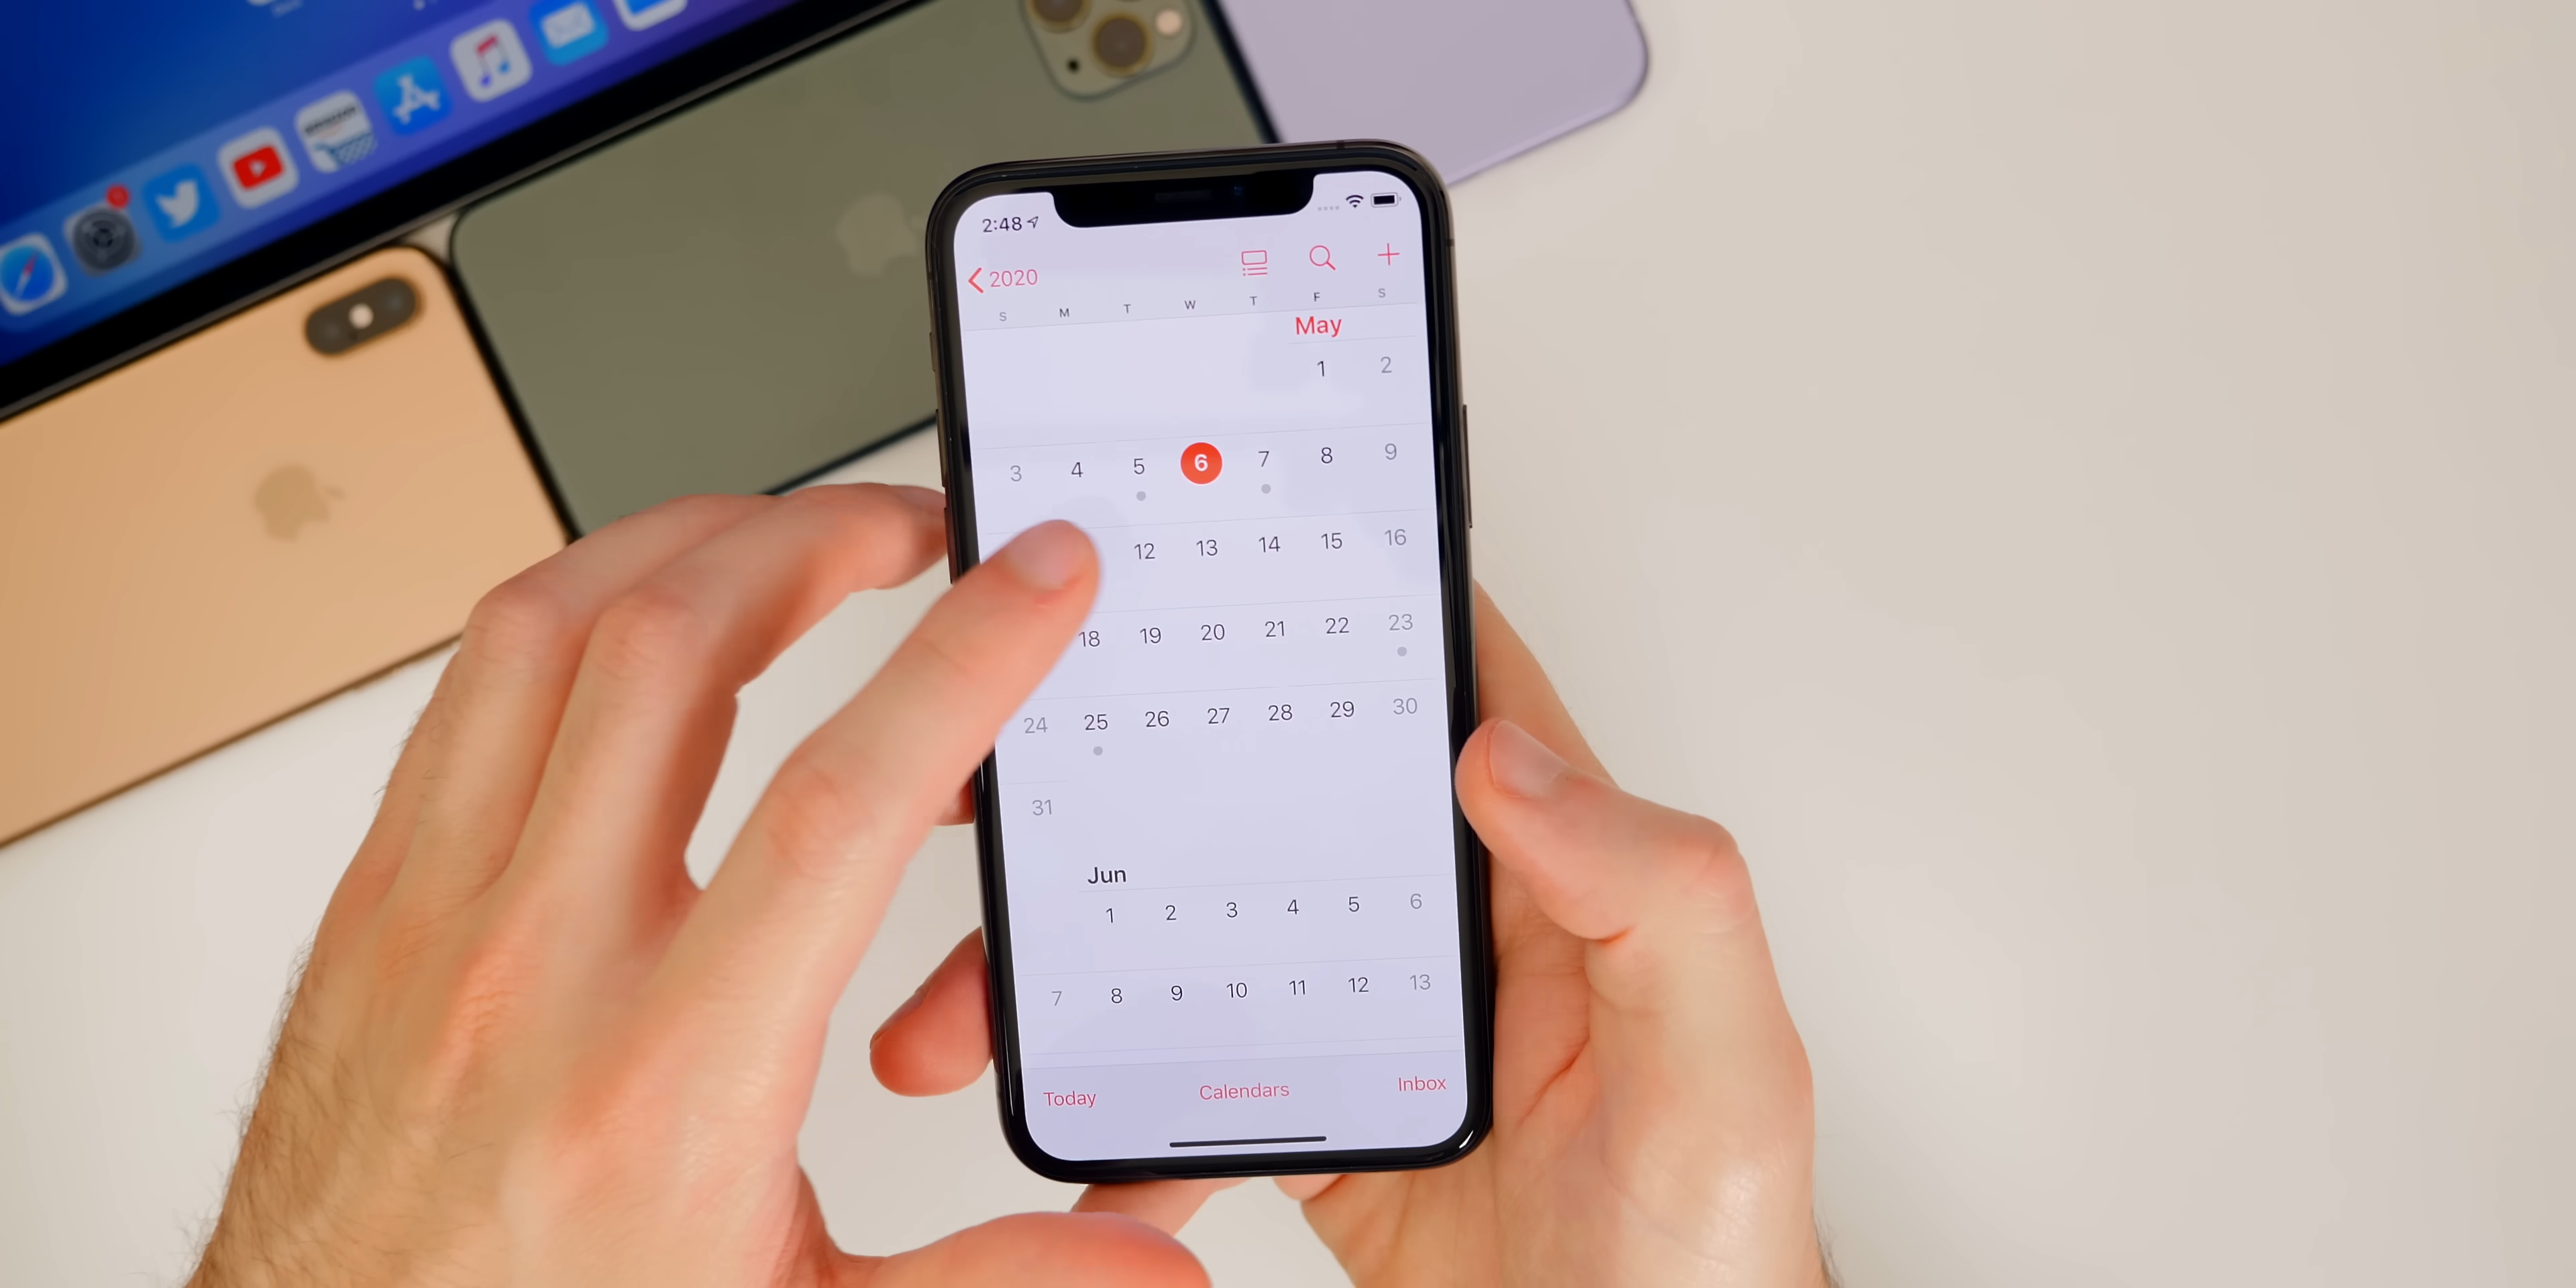 2:48
2020
S M T W T F S
May
1 2
3 4 5 6 7 8 9
12 13 14 15 16
18 19 20 21 22 23
24 25 26 27 28 29 30
31
Jun
1 2 3 4 5 6
7 8 9 10 11 12 13
Today Calendars Inbox